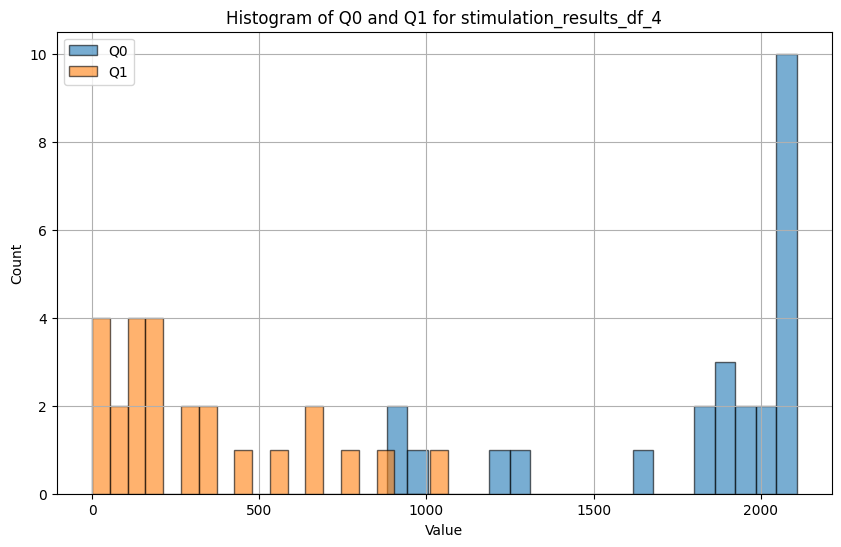 Histogram of Q0 and Q1 for stimulation_results_df_4
Q0
Q1
10
8
6
4
2
0
Count
0
500
1000
1500
2000
Value